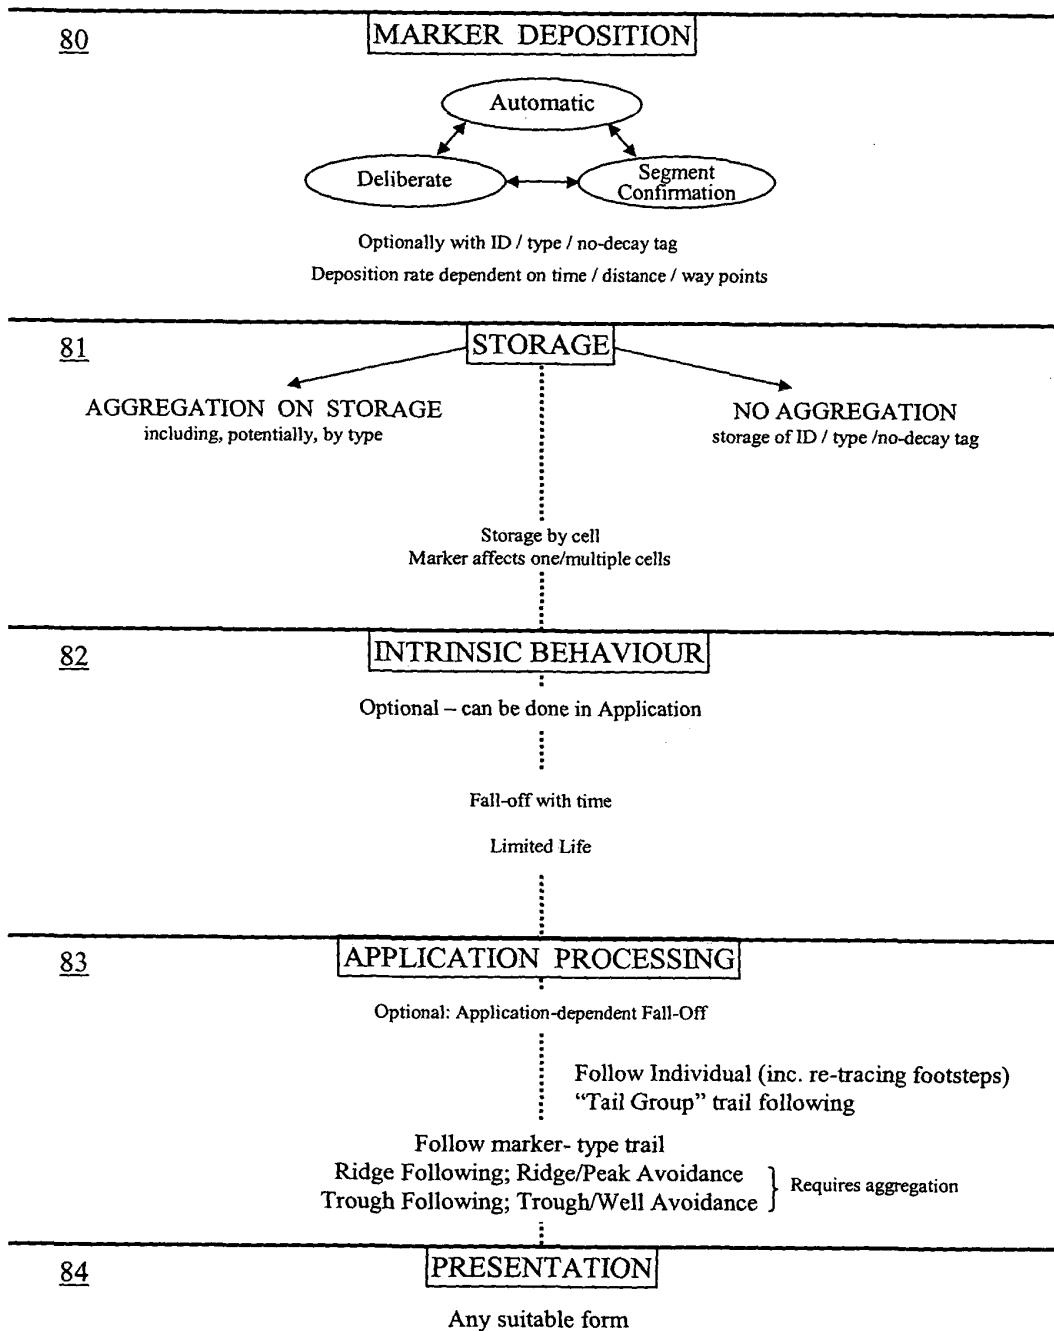 80
MARKER DEPOSITION
Automatic
Deliberate
Segment
Confirmation
Optionally with ID / type / no-decay tag
Deposition rate dependent on time / distance / way points
81
STORAGE
AGGREGATION ON STORAGE
including, potentially, by type
NO AGGREGATION
storage of ID / type /no-decay tag
Storage by cell
Marker affects one/multiple cells
82
INTRINSIC BEHAVIOUR
Optional – can be done in Application
Fall-off with time
Limited Life
83
APPLICATION PROCESSING
Optional: Application-dependent Fall-Off
Follow Individual (inc. re-tracing footsteps)
“Tail Group” trail following
Follow marker- type trail
Ridge Following; Ridge/Peak Avoidance
Trough Following; Trough/Well Avoidance
Requires aggregation
84
PRESENTATION
Any suitable form